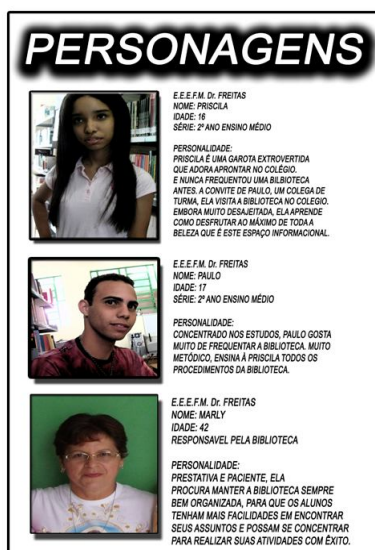 PERSONAGENS
E.E.E.F.M. Dr. FREITAS
NOME: PRISCILA
IDADE: 16
SÉRIE: 2º ANO ENSINO MÉDIO
PERSONALIDADE:
PRISCILA É UMA GAROTA EXTROVERTIDA
QUE ADORA APRONTAR NO COLÉGIO.
E NUNCA FREQUENTOU UMA BILBIOTECA
ANTES. A CONVITE DE PAULO, UM COLEGA DE
TURMA, ELA VISITA A BIBLIOTECA NO COLEGIO.
EMBORA MUITO DESAJEITADA, ELA APRENDE
COMO DESFRUTAR AO MÁXIMO DE TODA A
BELEZA QUE É ESTE ESPAÇO INFORMACIONAL.
E.E.E.F.M. Dr. FREITAS
NOME: PAULO
IDADE: 17
SÉRIE: 2º ANO ENSINO MÉDIO
PERSONALIDADE:
CONCENTRADO NOS ESTUDOS, PAULO GOSTA
MUITO DE FREQUENTAR A BIBLIOTECA. MUITO
METÓDICO, ENSINA À PRISCILA TODOS OS
PROCEDIMENTOS DA BIBLIOTECA.
E.E.E.F.M. Dr. FREITAS
NOME: MARLY
IDADE: 42
RESPONSAVEL PELA BIBLIOTECA
PERSONALIDADE:
PRESTATIVA E PACIENTE, ELA
PROCURA MANTER A BIBLIOTECA SEMPRE
BEM ORGANIZADA, PARA QUE OS ALUNOS
TENHAM MAIS FACILIDADES EM ENCONTRAR
SEUS ASSUNTOS E POSSAM SE CONCENTRAR
PARA REALIZAR SUAS ATIVIDADES COM ÊXITO.